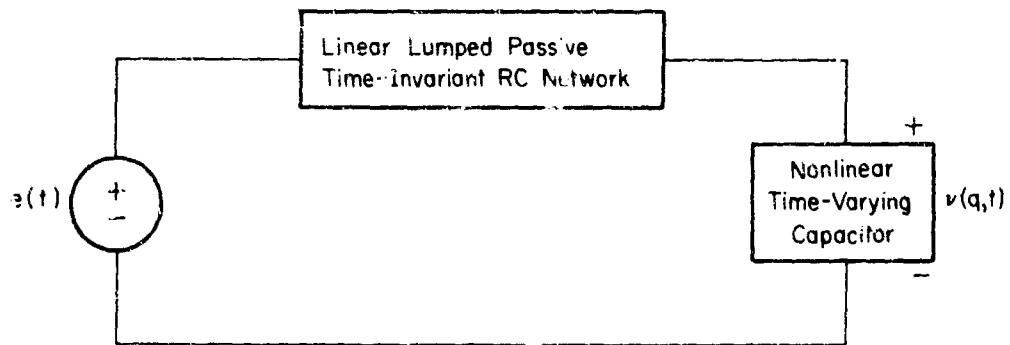 Linear Lumped Passive
Time-Invariant RC Network
+
-
e(t)
+
Nonlinear
Time-Varying
Capacitor
v(q,t)
-